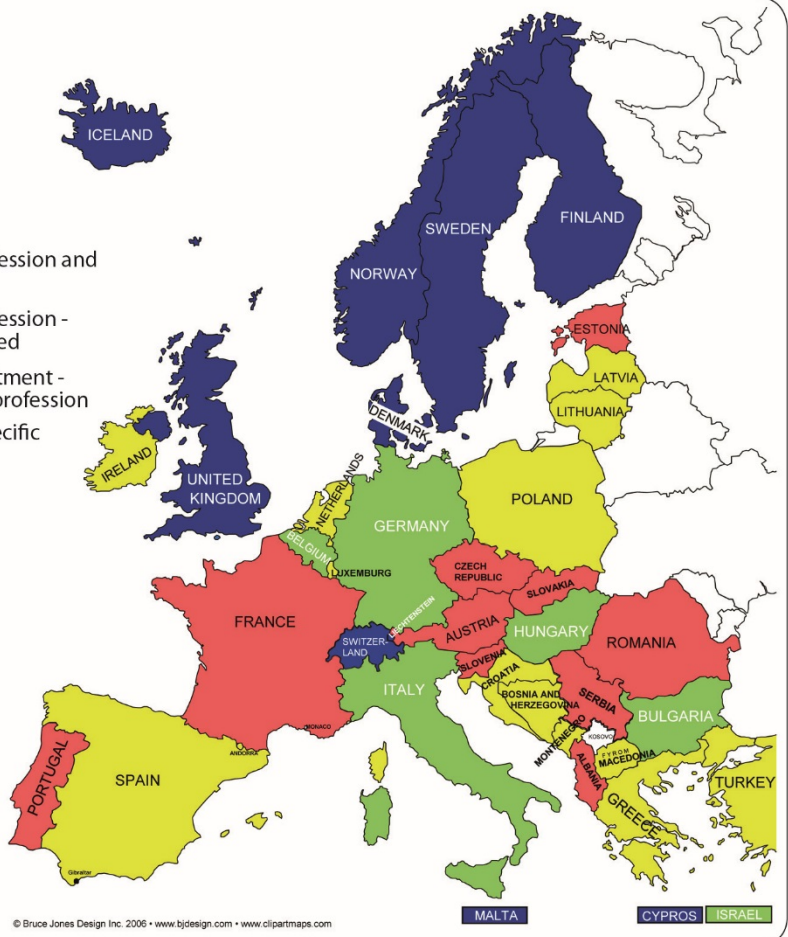 ICELAND
SWEDEN
FINLAND
NORWAY
ession and
ession -
ed
tment -
profession
ecific
ESTONIA
LATVIA
LITHUANIA
DENMARK
IRELAND
UNITED
KINGDOM
NETHERLANDS
POLAND
GERMANY
BELGIUM
LUXEMBURG
CZECH
REPUBLIC
SLOVAKIA
LIECHTENSTEIN
FRANCE
AUSTRIA
HUNGARY
ROMANIA
SWITZER-
LAND
SLOVENIA
CROATIA
ITALY
BOSNIA AND
HERZEGOVINA
SERBIA
BULGARIA
MONACO
MONTENEGRO
KOSOVO
ANDORRA
FYROM
MACEDONIA
ALBANIA
PORTUGAL
SPAIN
TURKEY
GREECE
Gibraltar
MALTA
CYPROS
ISRAEL
© Bruce Jones Design Inc. 2006 • www.bjdesign.com • www.clipartmaps.com